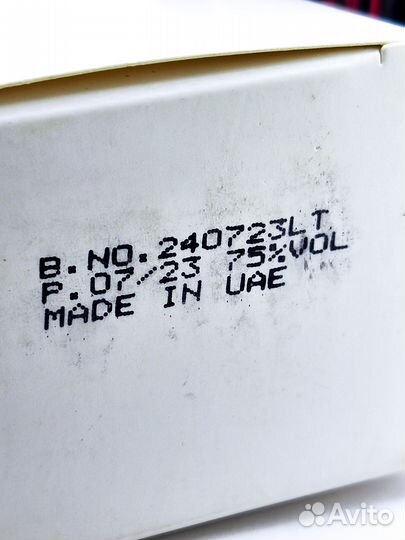 B.NO.240723LT
P.07/23 75%VOL
MADE IN UAE
Avito